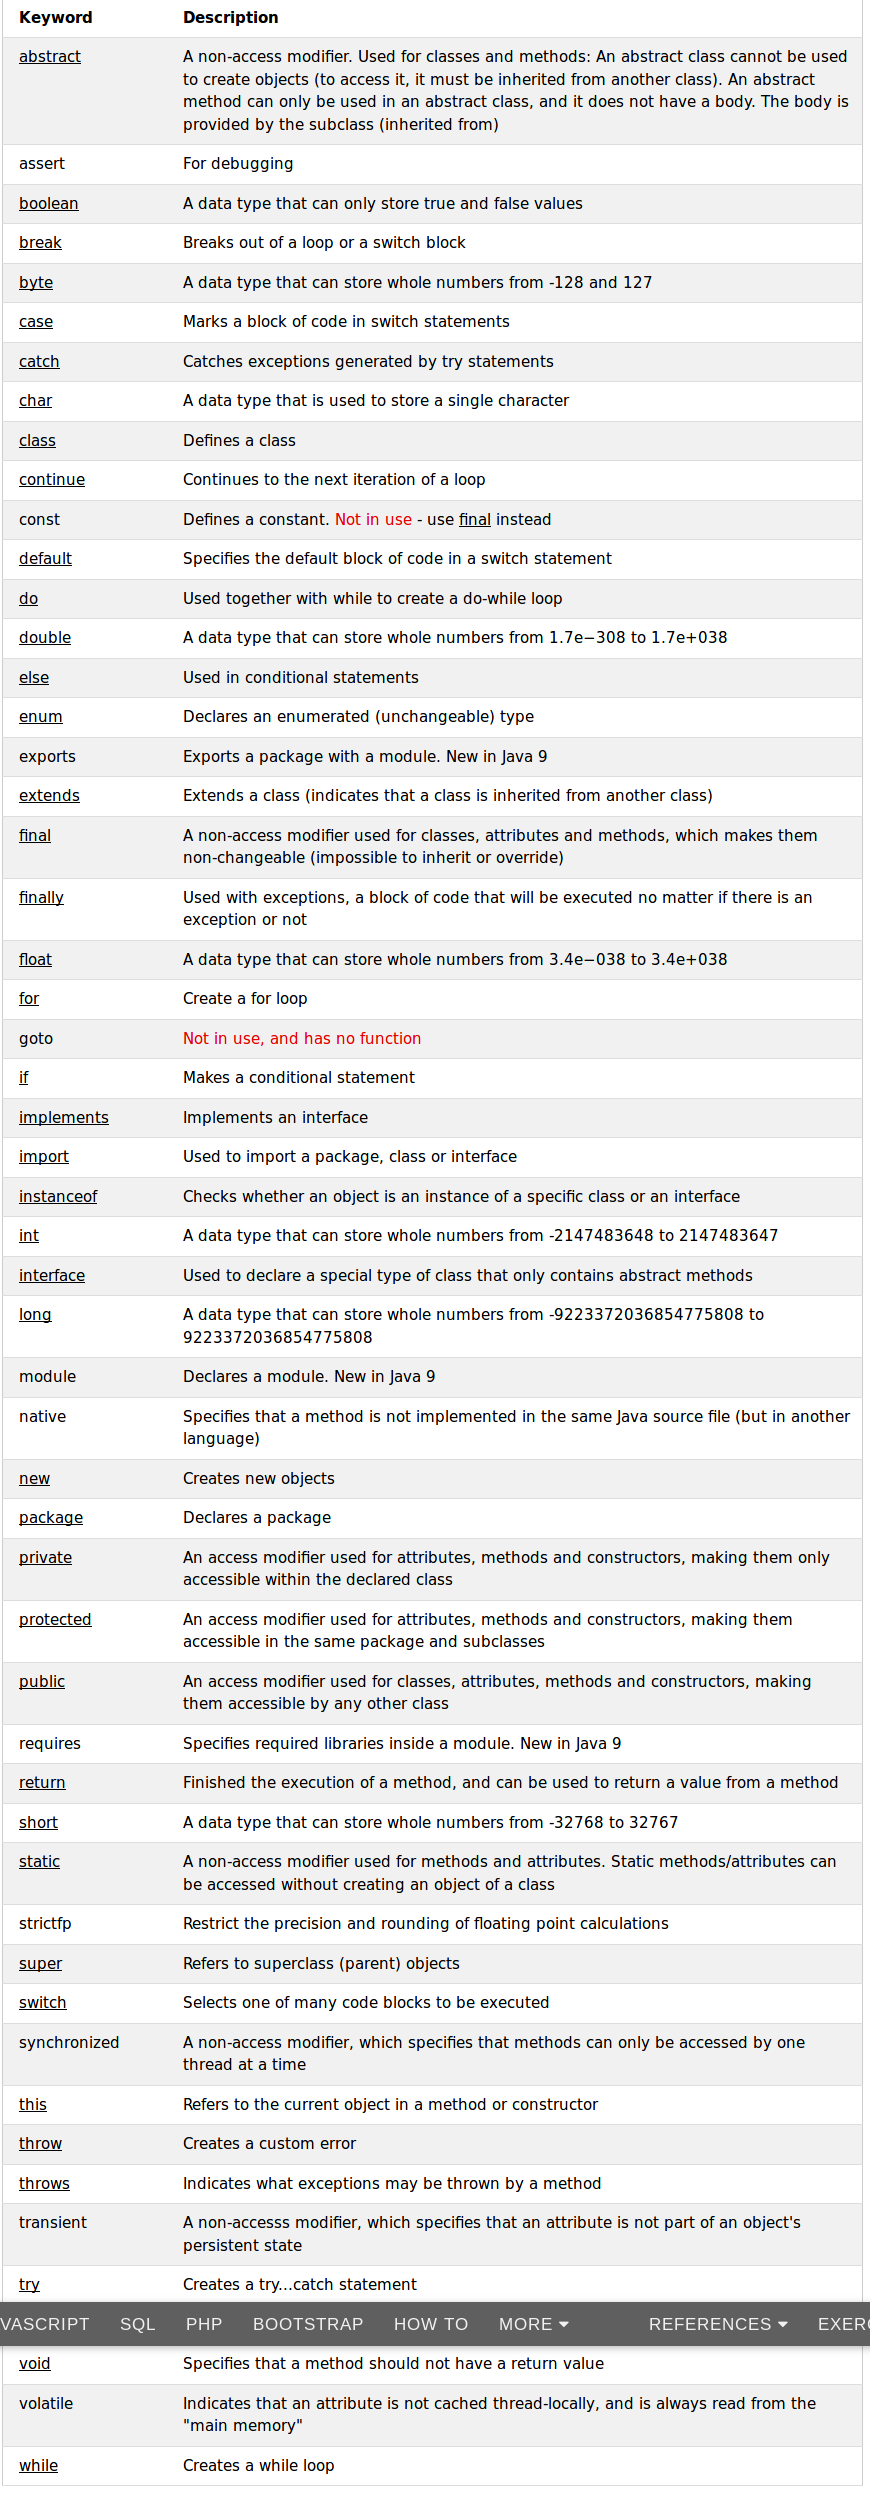 Keyword Description
abstract A non-access modifier. Used for classes and methods: An abstract class cannot be used
to create objects (to access it, it must be inherited from another class). An abstract
method can only be used in an abstract class, and it does not have a body. The body is
provided by the subclass (inherited from)
assert For debugging
boolean A data type that can only store true and false values
break Breaks out of a loop or a switch block
byte A data type that can store whole numbers from -128 and 127
case Marks a block of code in switch statements
catch Catches exceptions generated by try statements
char A data type that is used to store a single character
class Defines a class
continue Continues to the next iteration of a loop
const Defines a constant. Not in use - use final instead
default Specifies the default block of code in a switch statement
do Used together with while to create a do-while loop
double A data type that can store whole numbers from 1.7e−308 to 1.7e+038
else Used in conditional statements
enum Declares an enumerated (unchangeable) type
exports Exports a package with a module. New in Java 9
extends Extends a class (indicates that a class is inherited from another class)
final A non-access modifier used for classes, attributes and methods, which makes them
non-changeable (impossible to inherit or override)
finally Used with exceptions, a block of code that will be executed no matter if there is an
exception or not
float A data type that can store whole numbers from 3.4e−038 to 3.4e+038
for Create a for loop
goto Not in use, and has no function
if Makes a conditional statement
implements Implements an interface
import Used to import a package, class or interface
instanceof Checks whether an object is an instance of a specific class or an interface
int A data type that can store whole numbers from -2147483648 to 2147483647
interface Used to declare a special type of class that only contains abstract methods
long A data type that can store whole numbers from -9223372036854775808 to
9223372036854775808
module Declares a module. New in Java 9
native Specifies that a method is not implemented in the same Java source file (but in another
language)
new Creates new objects
package Declares a package
private An access modifier used for attributes, methods and constructors, making them only
accessible within the declared class
protected An access modifier used for attributes, methods and constructors, making them
accessible in the same package and subclasses
public An access modifier used for classes, attributes, methods and constructors, making
them accessible by any other class
requires Specifies required libraries inside a module. New in Java 9
return Finished the execution of a method, and can be used to return a value from a method
short A data type that can store whole numbers from -32768 to 32767
static A non-access modifier used for methods and attributes. Static methods/attributes can
be accessed without creating an object of a class
strictfp Restrict the precision and rounding of floating point calculations
super Refers to superclass (parent) objects
switch Selects one of many code blocks to be executed
synchronized A non-access modifier, which specifies that methods can only be accessed by one
thread at a time
this Refers to the current object in a method or constructor
throw Creates a custom error
throws Indicates what exceptions may be thrown by a method
transient A non-accesss modifier, which specifies that an attribute is not part of an object's
persistent state
try Creates a try...catch statement
VASCRIPT SQL PHP BOOTSTRAP HOW TO MORE REFERENCES EXERC
void Specifies that a method should not have a return value
volatile Indicates that an attribute is not cached thread-locally, and is always read from the
"main memory"
while Creates a while loop